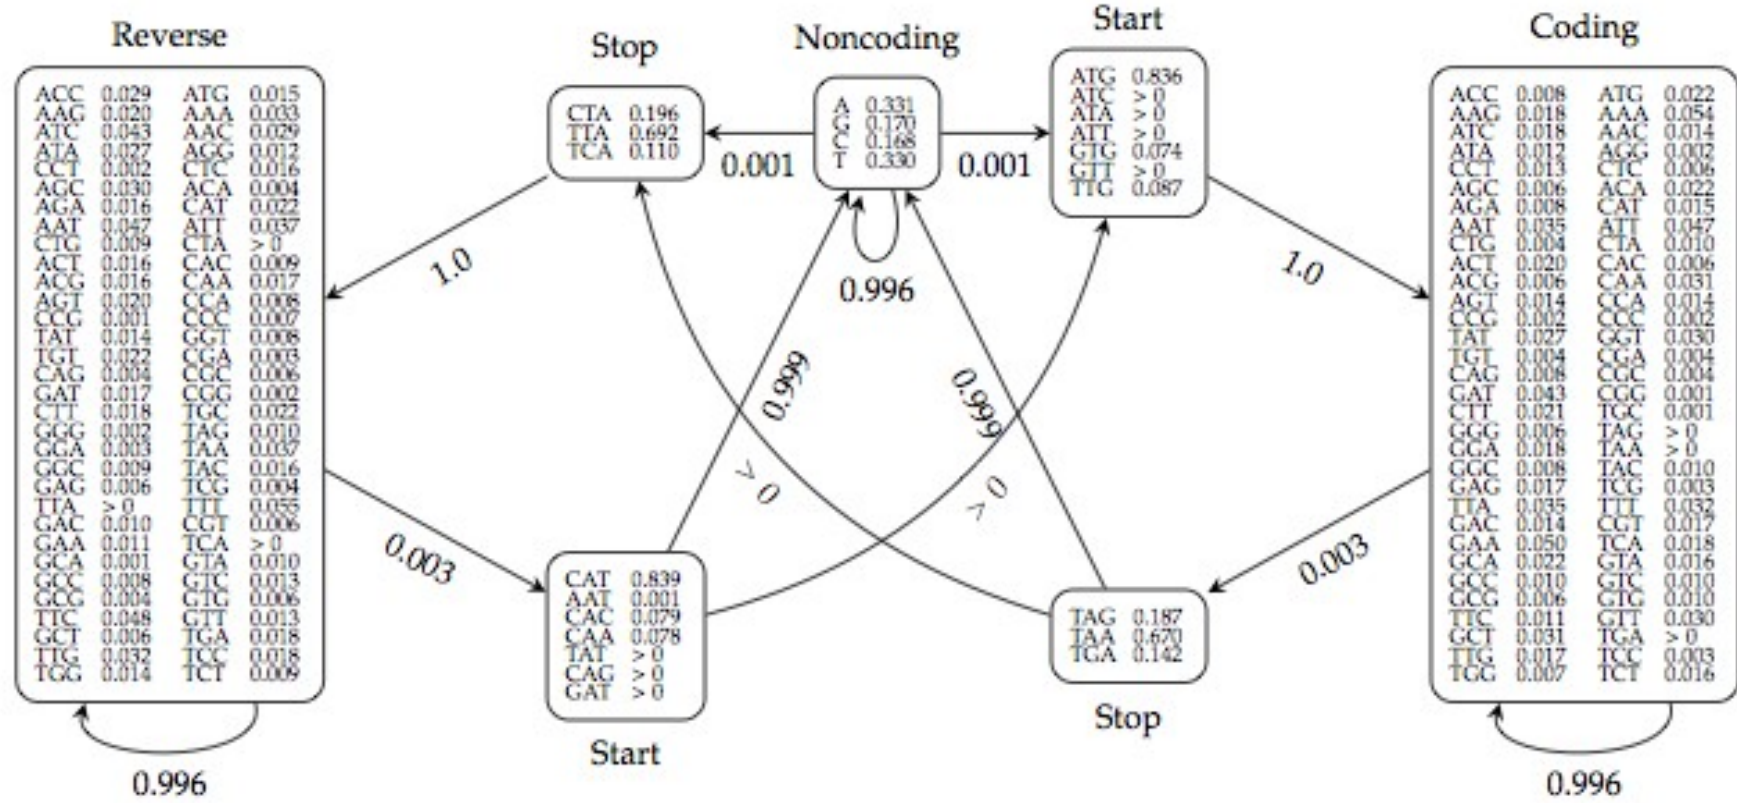 Reverse
ACC 0.029 ATG 0.015
AAG 0.020 AAA 0.033
ATC 0.043 AAC 0.029
ATA 0.027 AGG 0.012
CCT 0.002 CTC 0.016
AGC 0.030 ACA 0.004
AGA 0.016 CAT 0.022
AAT 0.047 ATT 0.037
CTG 0.009 CTA > 0
ACT 0.016 CAC 0.009
ACG 0.016 CAA 0.017
AGT 0.020 CCA 0.008
CCG 0.001 CCC 0.007
TAT 0.014 GGT 0.008
TGT 0.022 CGA 0.003
CAG 0.004 CGC 0.006
GAT 0.017 CGG 0.002
CTT 0.018 TGC 0.022
GGG 0.002 TAG 0.010
GGA 0.003 TAA 0.037
GGC 0.009 TAC 0.016
GAG 0.006 TCG 0.004
TTA > 0 TTT 0.055
GAC 0.010 CGT 0.006
GAA 0.011 TCA > 0
GCA 0.001 GTA 0.010
GCC 0.008 GTC 0.013
GCG 0.004 GTG 0.006
TTC 0.048 GTT 0.013
GCT 0.006 TGA 0.018
TTG 0.032 TCC 0.018
TGG 0.014 TCT 0.009
0.996
Stop
CTA 0.196
TTA 0.692
TCA 0.110
1.0
0.003
CAT 0.839
AAT 0.001
CAC 0.079
CAA 0.078
TAT > 0
CAG > 0
GAT > 0
Start
Noncoding
A 0.331
0.170
0.168
T 0.330
0.001
0.001
0.996
0.999
0.999
> 0
> 0
Start
ATG 0.836
ATC > 0
ATA > 0
ATT > 0
GTG 0.074
GTT > 0
TTG 0.087
1.0
0.003
TAG 0.187
TAA 0.670
TGA 0.142
Stop
Coding
ACC 0.008 ATG 0.022
AAG 0.018 AAA 0.054
ATC 0.018 AAC 0.014
ATA 0.012 AGG 0.002
CCT 0.013 CTC 0.006
AGC 0.006 ACA 0.022
AGA 0.008 CAT 0.015
AAT 0.035 ATT 0.047
CTG 0.004 CTA 0.010
ACT 0.020 CAC 0.006
ACG 0.006 CAA 0.031
AGT 0.014 CCA 0.014
CCG 0.002 CCC 0.002
TAT 0.027 GGT 0.030
TGT 0.004 CGA 0.004
CAG 0.008 CGC 0.004
GAT 0.043 CGG 0.001
CTT 0.021 TGC 0.001
GGG 0.006 TAG > 0
GGA 0.018 TAA > 0
GGC 0.008 TAC 0.010
GAG 0.017 TCG 0.003
TTA 0.035 TTT 0.032
GAC 0.014 CGT 0.017
GAA 0.050 TCA 0.018
GCA 0.022 GTA 0.016
GCC 0.010 GTC 0.010
GCG 0.006 GTG 0.010
TTC 0.011 GTT 0.030
GCT 0.031 TGA > 0
TTG 0.017 TCC 0.003
TGG 0.007 TCT 0.016
0.996